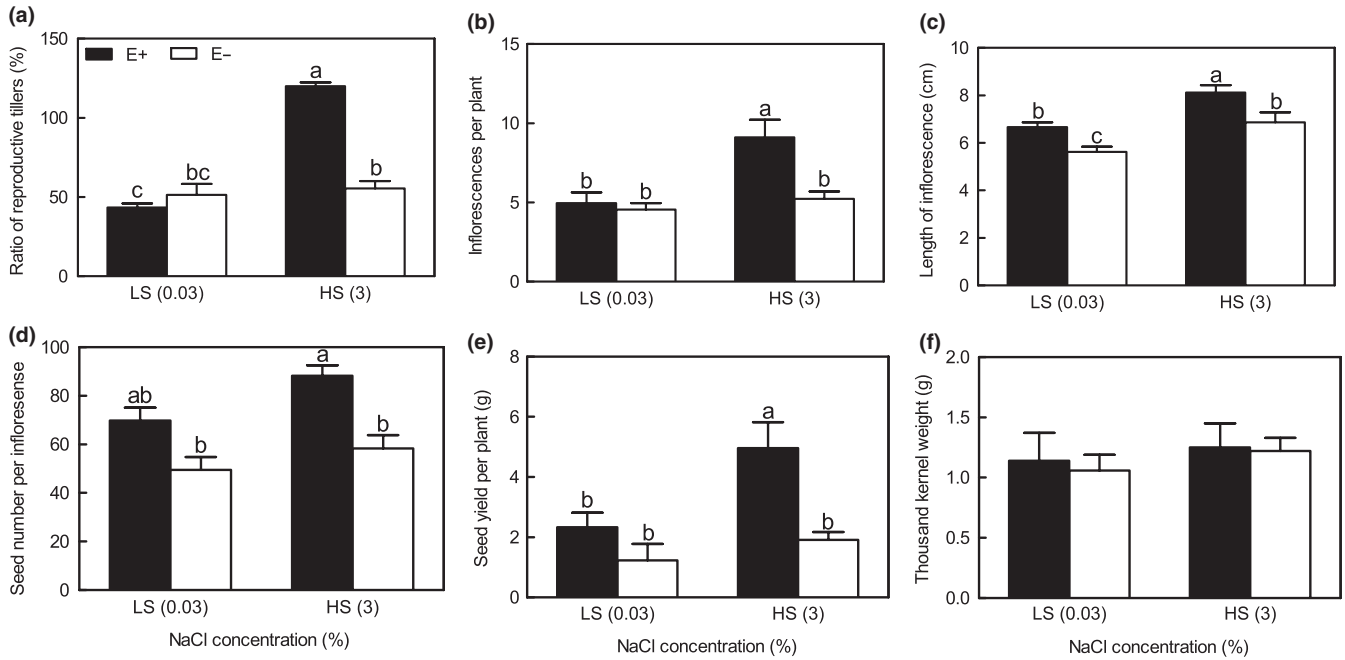 (a)
150
100
50
0
Ratio of reproductive tillers (%)
E+ E−
c bc a b
LS (0.03) HS (3)
(b)
15
10
5
0
Inflorescences per plant
b b a b
LS (0.03) HS (3)
(c)
10
8
6
4
2
0
Length of inflorescence (cm)
b c a b
LS (0.03) HS (3)
(d)
100
80
60
40
20
0
Seed number per infloresense
ab b a b
LS (0.03) HS (3)
NaCl concentration (%)
(e)
8
6
4
2
0
Seed yield per plant (g)
b b a b
LS (0.03) HS (3)
NaCl concentration (%)
(f)
2.0
1.5
1.0
0.5
0.0
Thousand kernel weight (g)
LS (0.03) HS (3)
NaCl concentration (%)